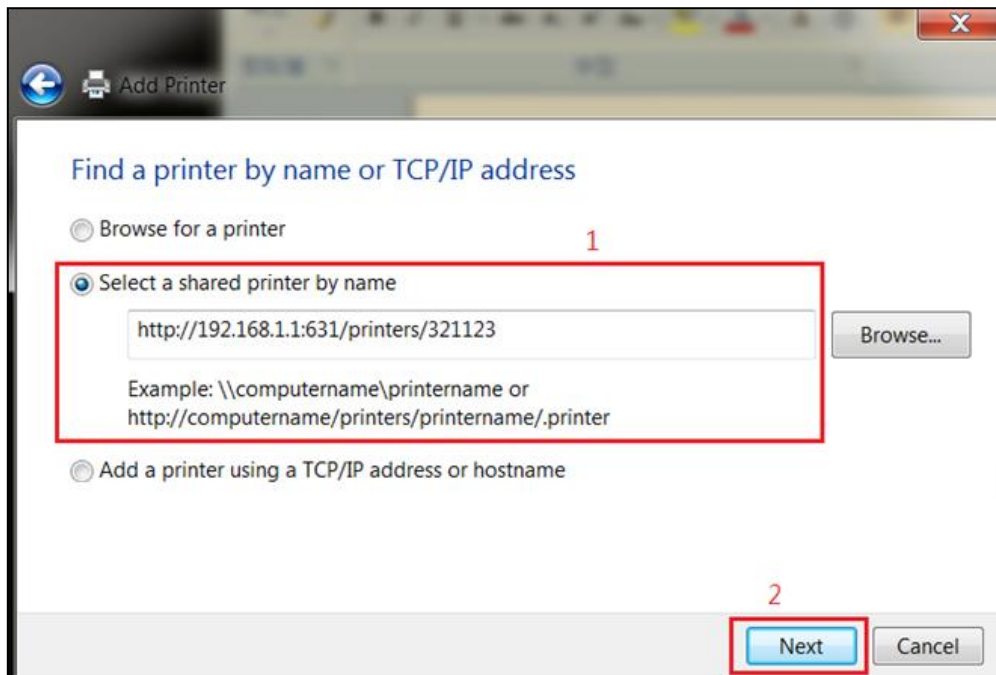 Add Printer
Find a printer by name or TCP/IP address
Browse for a printer
1
Select a shared printer by name
http://192.168.1.1:631/printers/321123
Browse...
Example: \\computername\printername or
http://computername/printers/printername/.printer
Add a printer using a TCP/IP address or hostname
2
Next
Cancel